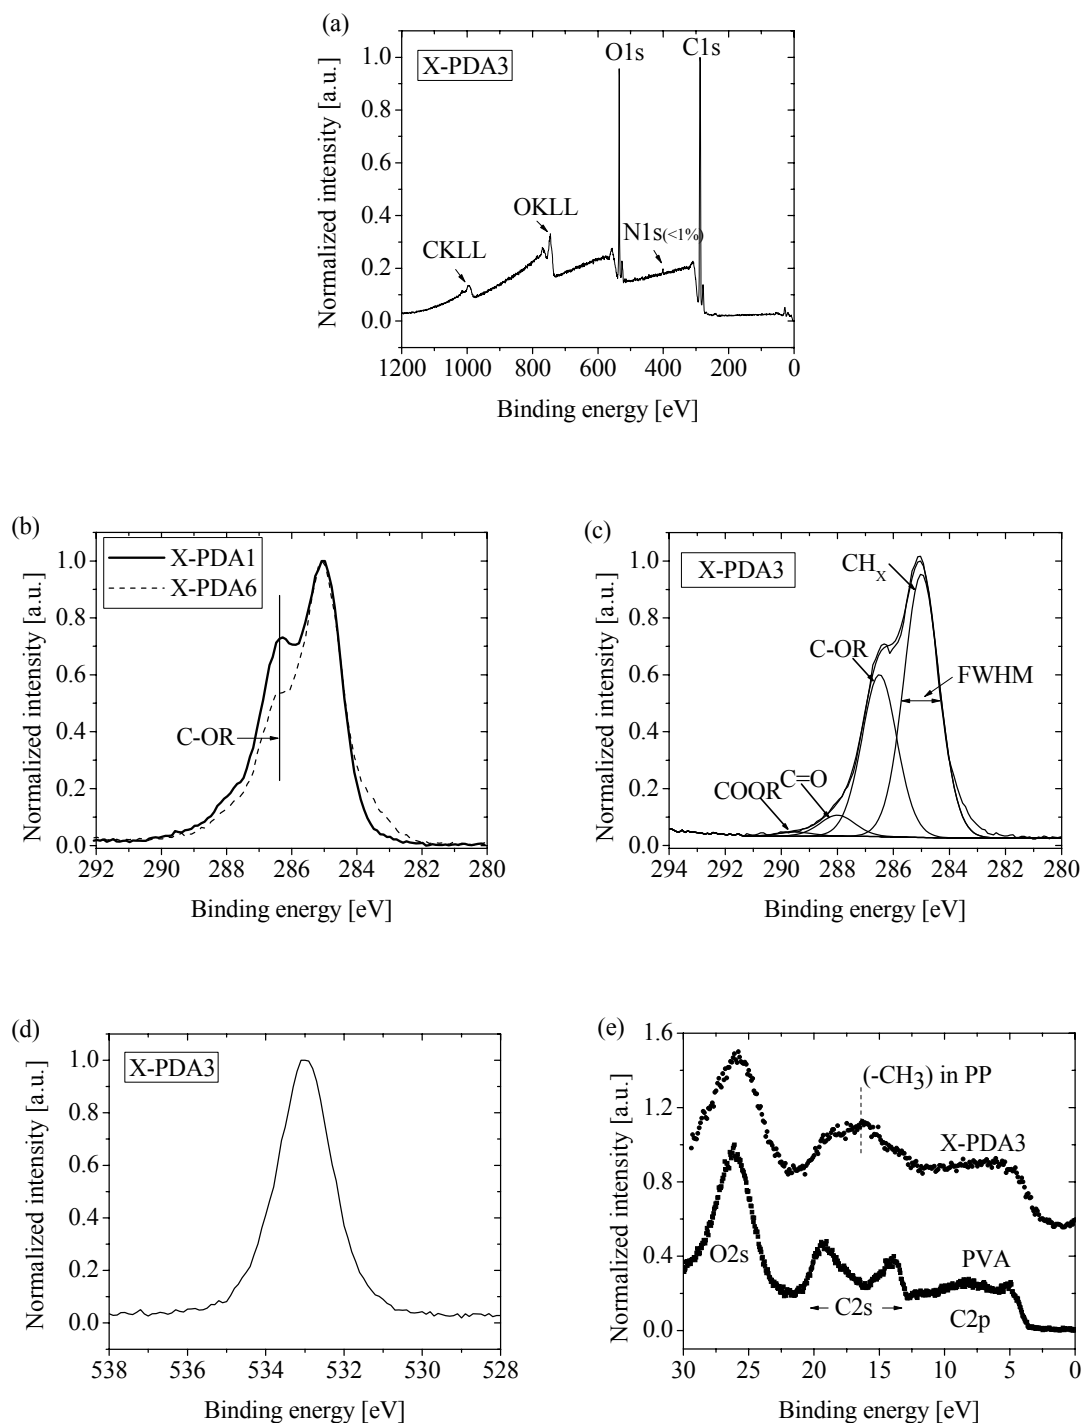 (a)
X-PDA3
O1s
C1s
OKLL
N1s(<1%)
CKLL
Normalized intensity [a.u.]
1.0
0.8
0.6
0.4
0.2
0.0
1200 1000 800 600 400 200 0
Binding energy [eV]
(b)
X-PDA1
X-PDA6
C-OR
Normalized intensity [a.u.]
1.0
0.8
0.6
0.4
0.2
0.0
292 290 288 286 284 282 280
Binding energy [eV]
(c)
X-PDA3
CHX
C-OR
FWHM
C=O
COOR
Normalized intensity [a.u.]
1.0
0.8
0.6
0.4
0.2
0.0
294 292 290 288 286 284 282 280
Binding energy [eV]
(d)
X-PDA3
Normalized intensity [a.u.]
1.0
0.8
0.6
0.4
0.2
0.0
538 536 534 532 530 528
Binding energy [eV]
(e)
(-CH3) in PP
X-PDA3
O2s
PVA
C2s
C2p
Normalized intensity [a.u.]
1.6
1.2
0.8
0.4
0.0
30 25 20 15 10 5 0
Binding energy [eV]